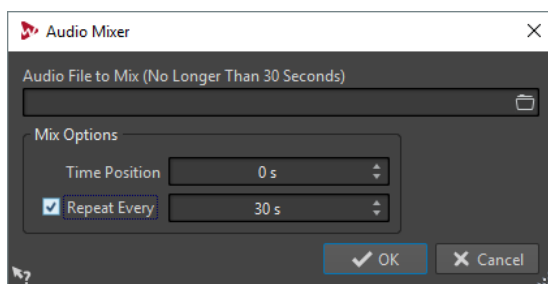 Audio Mixer
Audio File to Mix (No Longer Than 30 Seconds)
Mix Options
Time Position 0 s
Repeat Every 30 s
OK Cancel
?